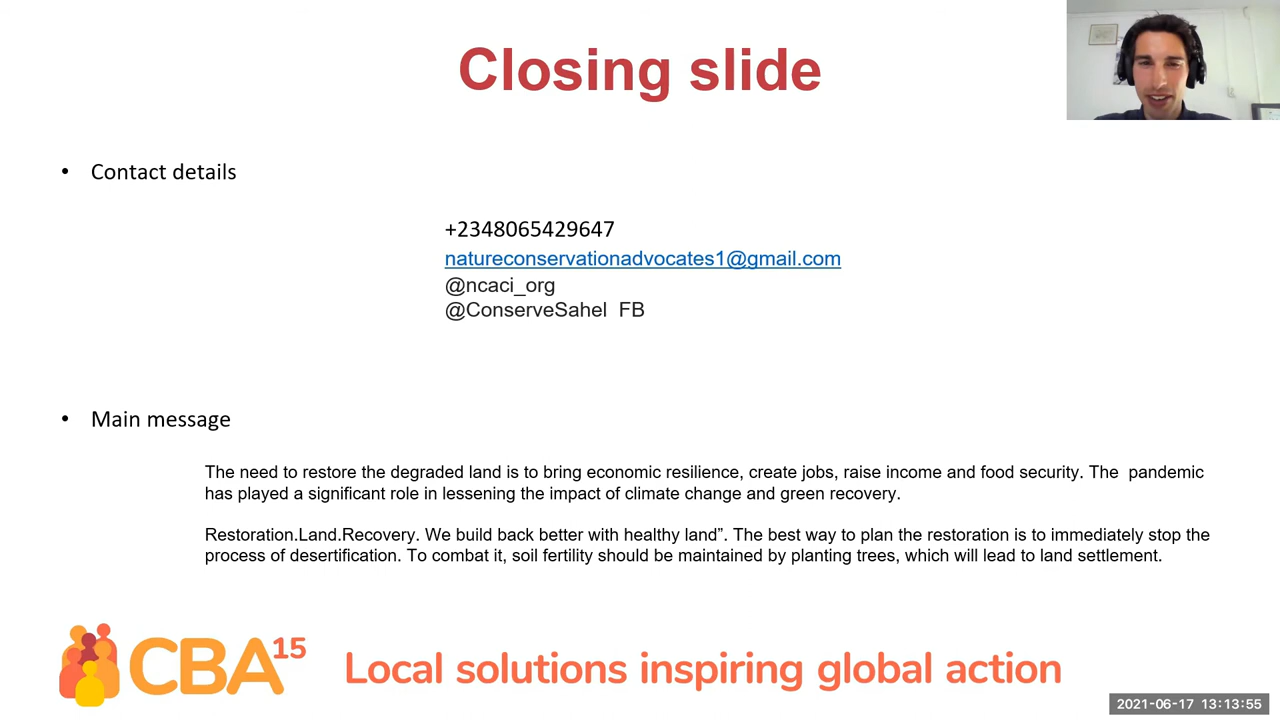 Closing slide
• Contact details
+2348065429647
natureconservationadvocates1@gmail.com
@ncaci_org
@ConserveSahel  FB
• Main message
The need to restore the degraded land is to bring economic resilience, create jobs, raise income and food security. The  pandemic
has played a significant role in lessening the impact of climate change and green recovery.
Restoration.Land.Recovery. We build back better with healthy land”. The best way to plan the restoration is to immediately stop the
process of desertification. To combat it, soil fertility should be maintained by planting trees, which will lead to land settlement.
CBA15
Local solutions inspiring global action
2021-06-17  13:13:55